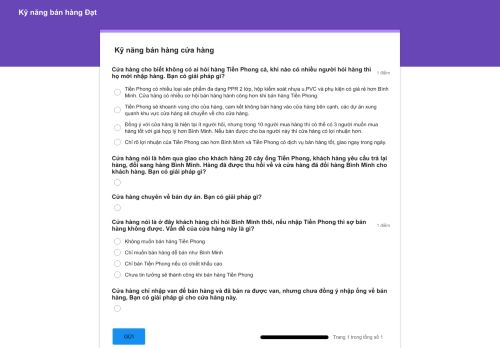 Kỹ năng bán hàng Đạt
Kỹ năng bán hàng cửa hàng
Cửa hàng cho biết không có ai hỏi hàng Tiền Phong cả, khi nào có nhiều người hỏi hàng thì
họ mới nhập hàng. Bạn có giải pháp gì?
1 điểm
Tiền Phong có nhiều loại sản phẩm đa dạng PPR 2 lớp, hộp kiểm soát nhựa u.PVC và phụ kiện có giá rẻ hơn Bình
Minh. Cửa hàng có nhiều cơ hội bán hàng hành công hơn khi bán hàng Tiền Phong
Tiền Phong sẽ khoanh vùng cho cửa hàng, cam kết không bán hàng vào cửa hàng bên cạnh, các dự án xung
quanh khu vực cửa hàng sẽ chuyển về cho cửa hàng.
Đồng ý với cửa hàng là hiện tại ít người hỏi, nhưng trong 10 người mua hàng thì có thể có 3 người muốn mua
hàng tốt với giá hợp lý hơn Bình Minh. Nếu bán được cho ba người này thì cửa hàng có lợi nhuận hơn.
Chỉ rõ lợi nhuận của Tiền Phong cao hơn Bình Minh và Tiền Phong có dịch vụ bán hàng tốt, giao ngay trong ngày.
Cửa hàng nói là hôm qua giao cho khách hàng 20 cây ống Tiền Phong, khách hàng yêu cầu trả lại
hàng, đổi sang hàng Bình Minh. Hàng đã được thu hồi về và cửa hàng đã đổi hàng Bình Minh cho
khách hàng. Bạn có giải pháp gì?
Cửa hàng chuyên về bán dự án. Bạn có giải pháp gì?
Cửa hàng nói là ở đây khách hàng chỉ hỏi Bình Minh thôi, nếu nhập Tiền Phong thì sợ bán
hàng không được. Vấn đề của cửa hàng này là gì?
1 điểm
Không muốn bán hàng Tiền Phong
Chỉ muốn bán hàng dễ bán như Bình Minh
Chỉ bán Tiền Phong nếu có chiết khấu cao
Chưa tin tưởng sẽ thành công khi bán hàng Tiền Phong
Cửa hàng chỉ nhập van để bán hàng và đã bán ra được van, nhưng chưa đồng ý nhập ống về bán
hàng, Bạn có giải pháp gì cho cửa hàng này.
GỬI
Trang 1 trong tổng số 1